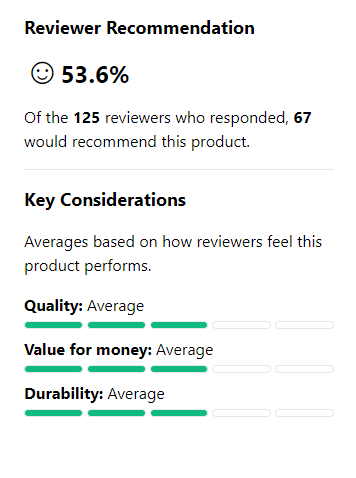 Reviewer Recommendation
53.6%
Of the 125 reviewers who responded, 67
would recommend this product.
Key Considerations
Averages based on how reviewers feel this
product performs.
Quality: Average
Value for money: Average
Durability: Average